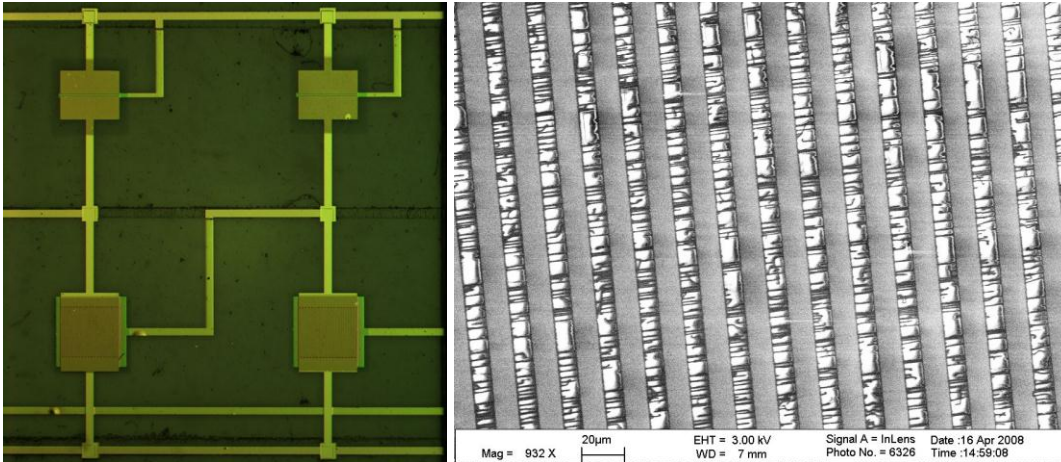 20µm
Mag = 932 X
EHT = 3.00 kV
WD = 7 mm
Signal A = InLens
Photo No. = 6326
Date :16 Apr 2008
Time :14:59:08